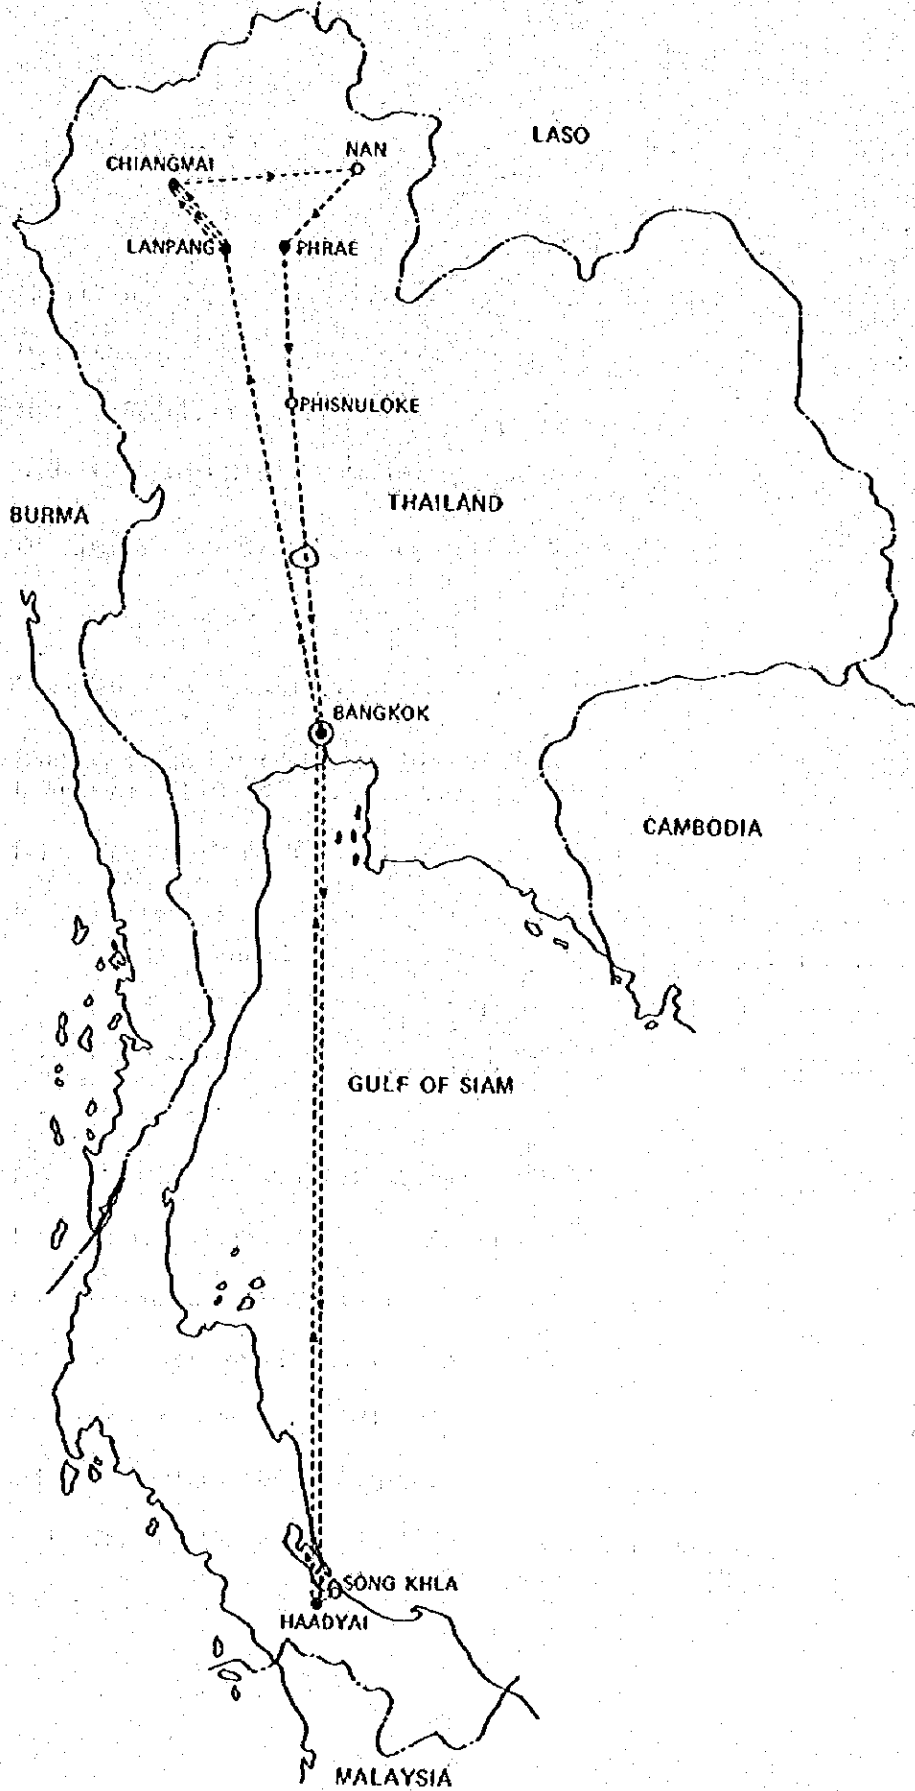 LASO
NAN
CHIANGMAI
LANPANG
PHRAE
PHISNULOKE
THAILAND
BURMA
BANGKOK
CAMBODIA
GULF OF SIAM
SONG KHLA
HAADYAI
MALAYSIA